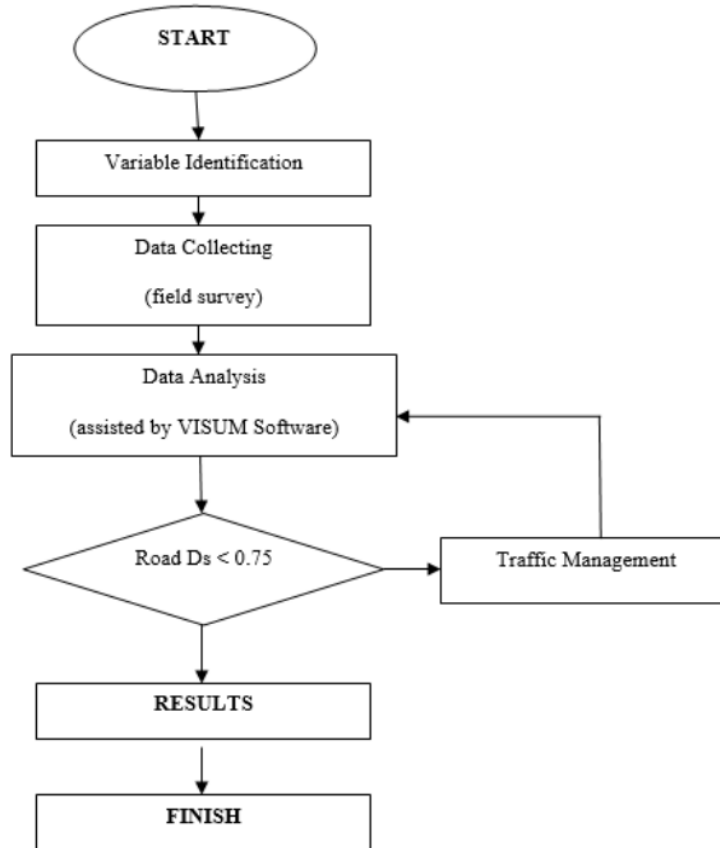 START
Variable Identification
Data Collecting
(field survey)
Data Analysis
(assisted by VISUM Software)
Road Ds < 0.75
Traffic Management
RESULTS
FINISH